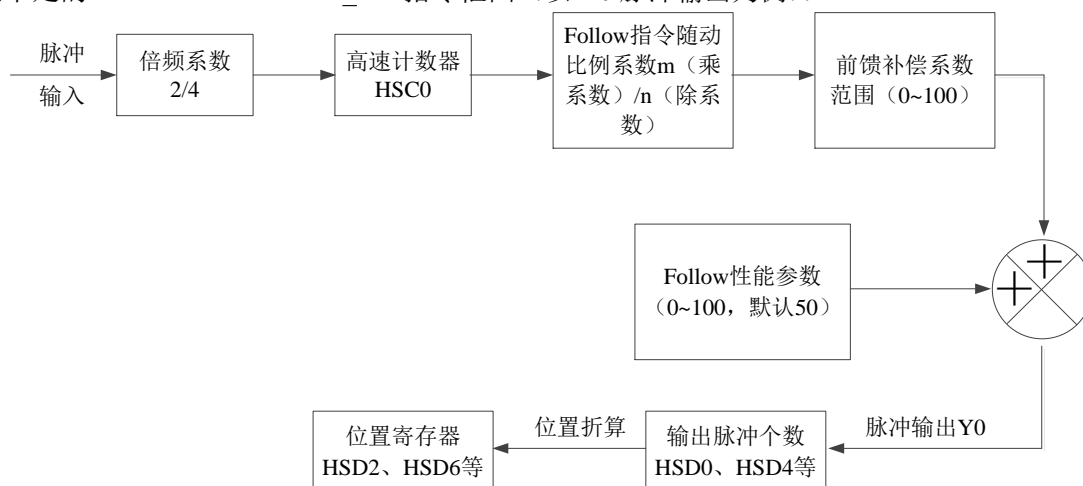 脉冲
输入
倍频系数
2/4
高速计数器
HSC0
Follow指令随动
比例系数m（乘
系数）/n（除系
数）
前馈补偿系数
范围（0~100）
Follow性能参数
（0~100，默认50）
脉冲输出Y0
输出脉冲个数
HSD0、HSD4等
位置折算
位置寄存器
HSD2、HSD6等